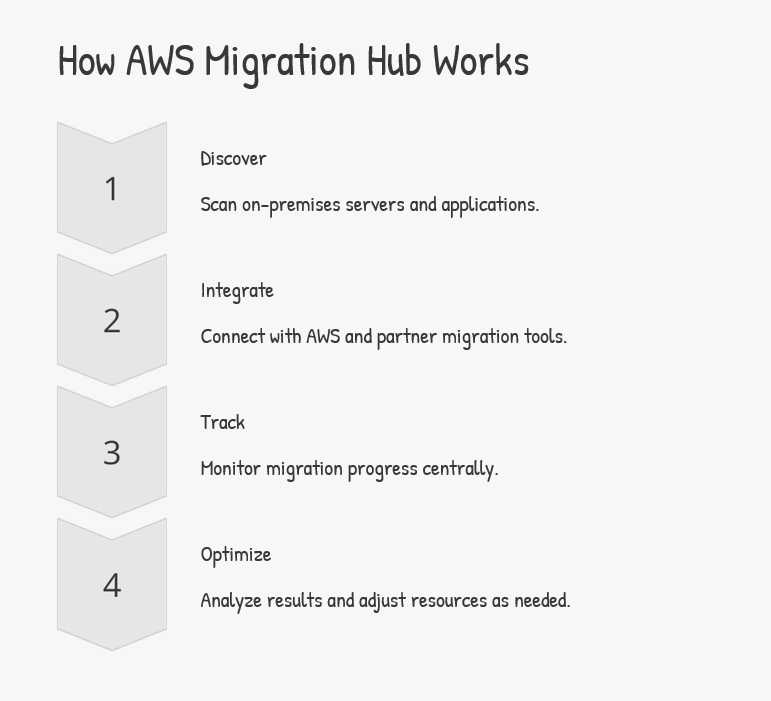 How AWS Migration Hub Works
1
Discover
Scan on-premises servers and applications.
2
Integrate
Connect with AWS and partner migration tools.
3
Track
Monitor migration progress centrally.
4
Optimize
Analyze results and adjust resources as needed.